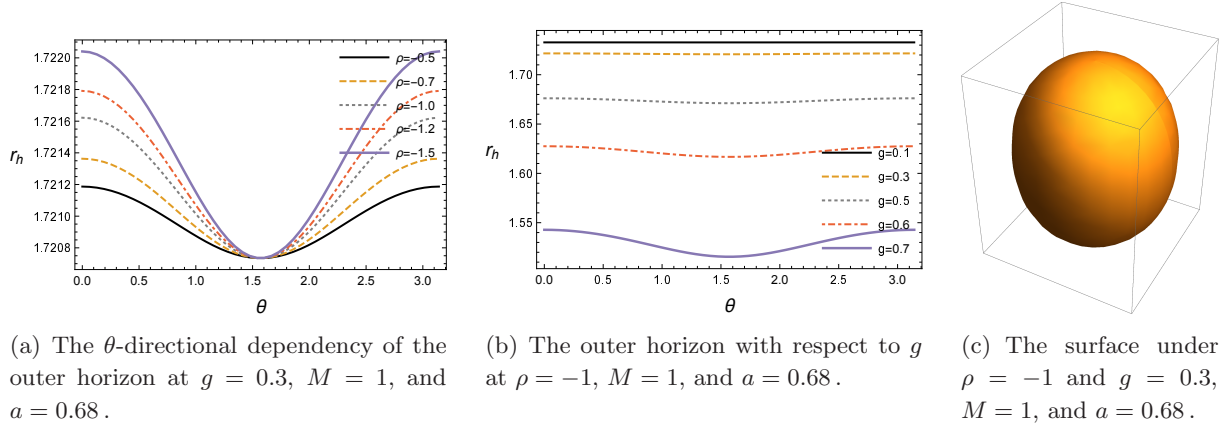 1.7220
1.7218
1.7216
1.7214
1.7212
1.7210
1.7208
r_h
0.0 0.5 1.0 1.5 2.0 2.5 3.0
θ
ρ=-0.5
ρ=-0.7
ρ=-1.0
ρ=-1.2
ρ=-1.5
1.70
1.65
1.60
1.55
r_h
0.0 0.5 1.0 1.5 2.0 2.5 3.0
θ
g=0.1
g=0.3
g=0.5
g=0.6
g=0.7
(a) The θ-directional dependency of the
outer horizon at g = 0.3, M = 1, and
a = 0.68 .
(b) The outer horizon with respect to g
at ρ = −1, M = 1, and a = 0.68 .
(c) The surface under
ρ = −1 and g = 0.3,
M = 1, and a = 0.68 .